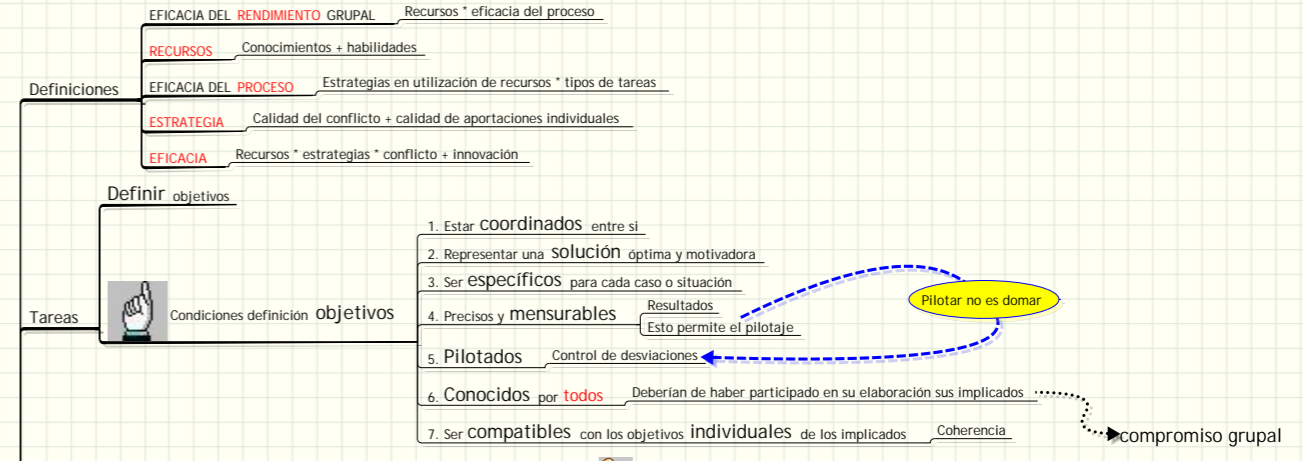 EFICACIA DEL RENDIMIENTO GRUPAL
Recursos * eficacia del proceso
RECURSOS
Conocimientos + habilidades
Definiciones
EFICACIA DEL PROCESO
Estrategias en utilización de recursos * tipos de tareas
ESTRATEGIA
Calidad del conflicto + calidad de aportaciones individuales
EFICACIA
Recursos * estrategias * conflicto + innovación
Tareas
Definir objetivos
Condiciones definición objetivos
1. Estar coordinados entre si
2. Representar una solución óptima y motivadora
3. Ser específicos para cada caso o situación
4. Precisos y mensurables
Resultados
Esto permite el pilotaje
Pilotar no es domar
5. Pilotados
Control de desviaciones
6. Conocidos por todos
Deberían de haber participado en su elaboración sus implicados
compromiso grupal
7. Ser compatibles con los objetivos individuales de los implicados
Coherencia